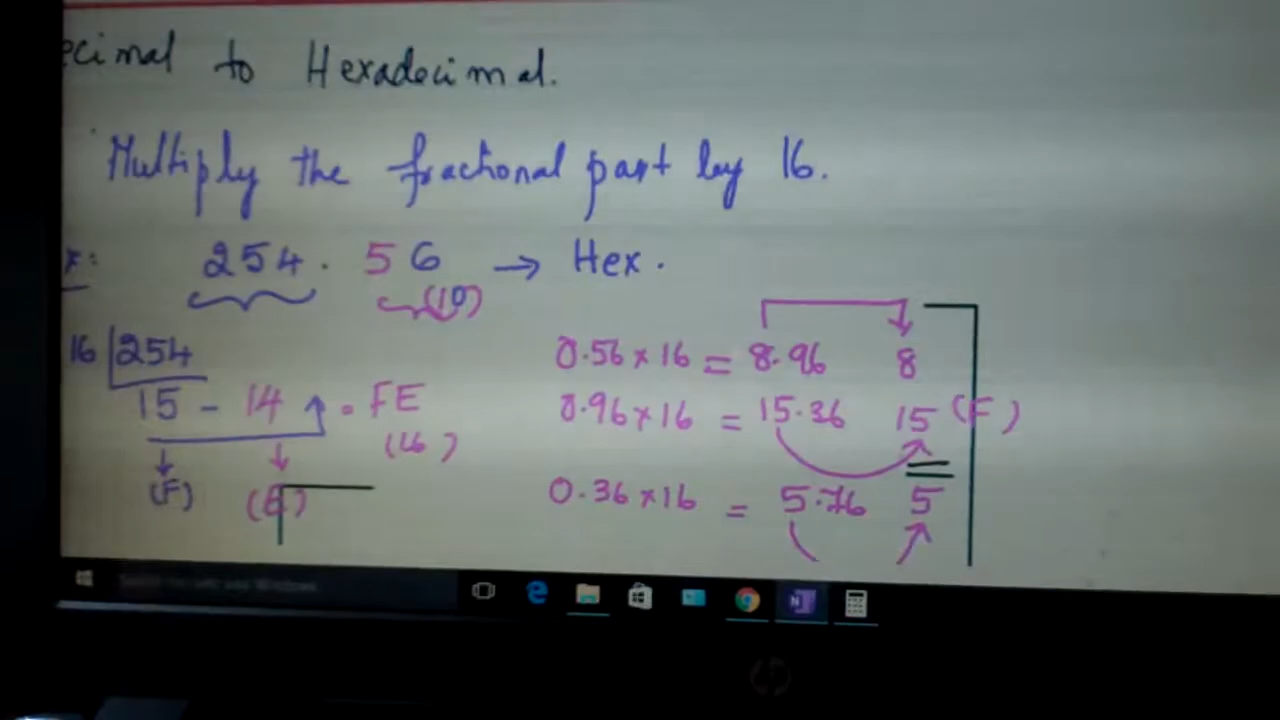 ecimal to Hexadecimal.
Multiply the fractional part by 16.
x: 254.56 → Hex.
(10)
16 254
15 - 14 = FE
(16)
(F) (E)
0.56 x 16 = 8.96 8
0.96 x 16 = 15.36 15 (F)
0.36 x 16 = 5.76 5